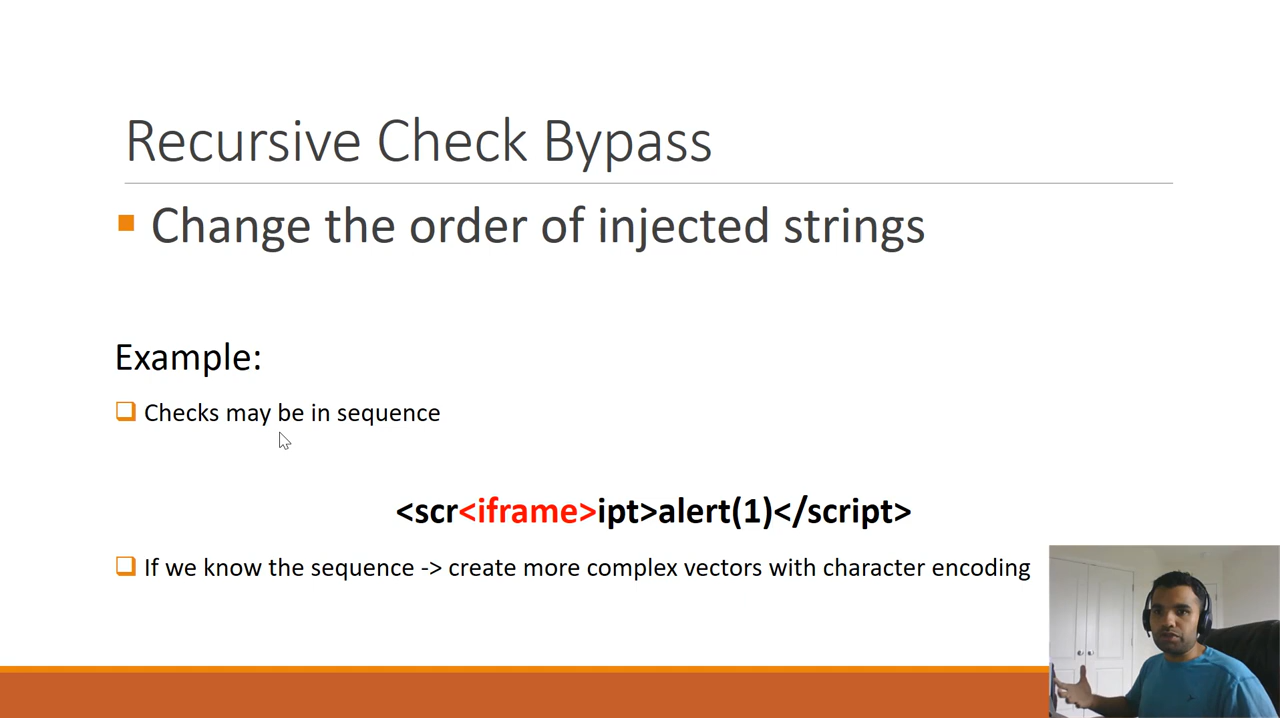 Recursive Check Bypass
Change the order of injected strings
Example:
Checks may be in sequence
<scr<iframe>ipt>alert(1)</script>
If we know the sequence -> create more complex vectors with character encoding